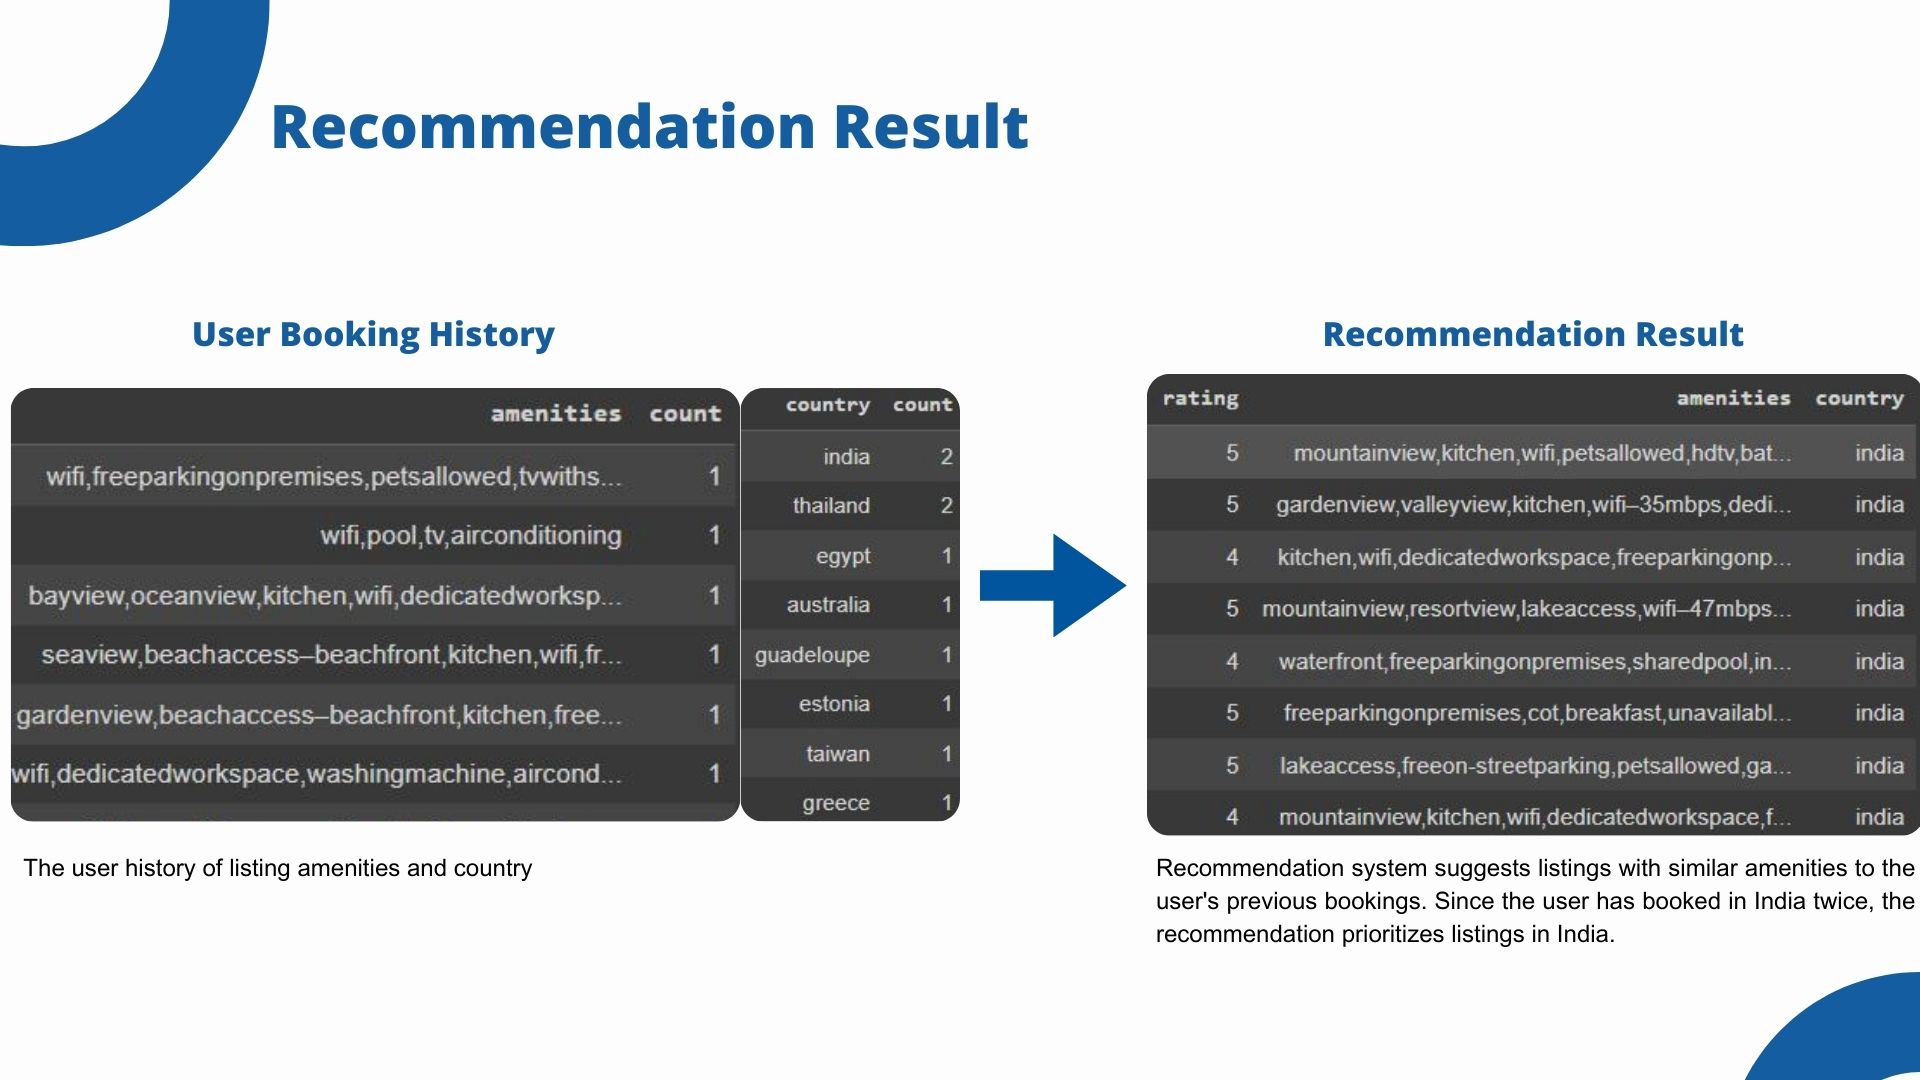 Recommendation Result
User Booking History
amenities count
wifi,freeparkingonpremises,petsallowed,tvwiths... 1
wifi,pool,tv,airconditioning 1
bayview,oceanview,kitchen,wifi,dedicatedworksp... 1
seaview,beachaccess–beachfront,kitchen,wifi,fr... 1
gardenview,beachaccess–beachfront,kitchen,free... 1
wifi,dedicatedworkspace,washingmachine,aircond... 1
country count
india 2
thailand 2
egypt 1
australia 1
guadeloupe 1
estonia 1
taiwan 1
greece 1
The user history of listing amenities and country
Recommendation Result
rating amenities country
5 mountainview,kitchen,wifi,petsallowed,hdtv,bat... india
5 gardenview,valleyview,kitchen,wifi–35mbps,dedi... india
4 kitchen,wifi,dedicatedworkspace,freeparkingonp... india
5 mountainview,resortview,lakeaccess,wifi–47mbps... india
4 waterfront,freeparkingonpremises,sharedpool,in... india
5 freeparkingonpremises,cot,breakfast,unavailabl... india
5 lakeaccess,freeon-streetparking,petsallowed,ga... india
4 mountainview,kitchen,wifi,dedicatedworkspace,f... india
Recommendation system suggests listings with similar amenities to the
user's previous bookings. Since the user has booked in India twice, the
recommendation prioritizes listings in India.